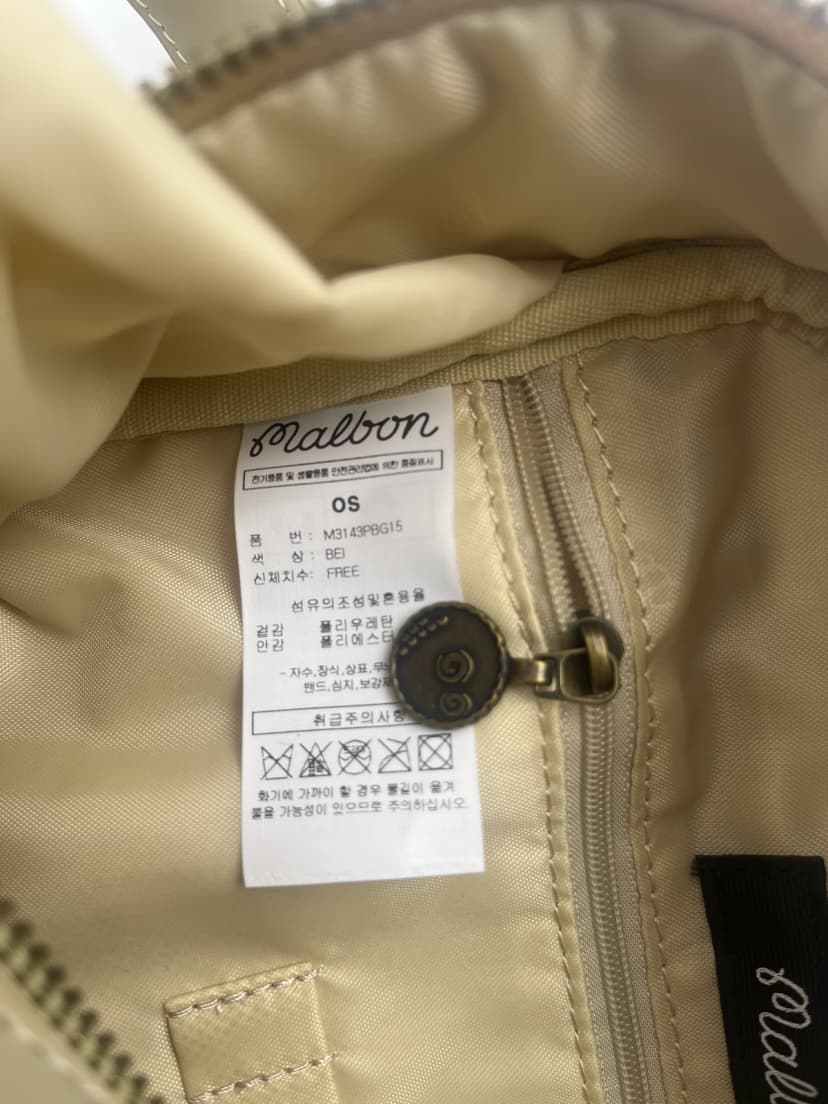 Malbon
전기용품 및 생활용품 안전관리법에 의한 품질표시
OS
품 번 : M3143PBG15
색 상 : BEI
신체치수: FREE
섬유의조성및혼용율
겉감 폴리우레탄
안감 폴리에스터
- 자수,장식,상표,무
밴드,심지,보강재
취급주의사항
화기에 가까이 할 경우 불길이 옮겨
붙을 가능성이 있으므로 주의하십시오.
Malb